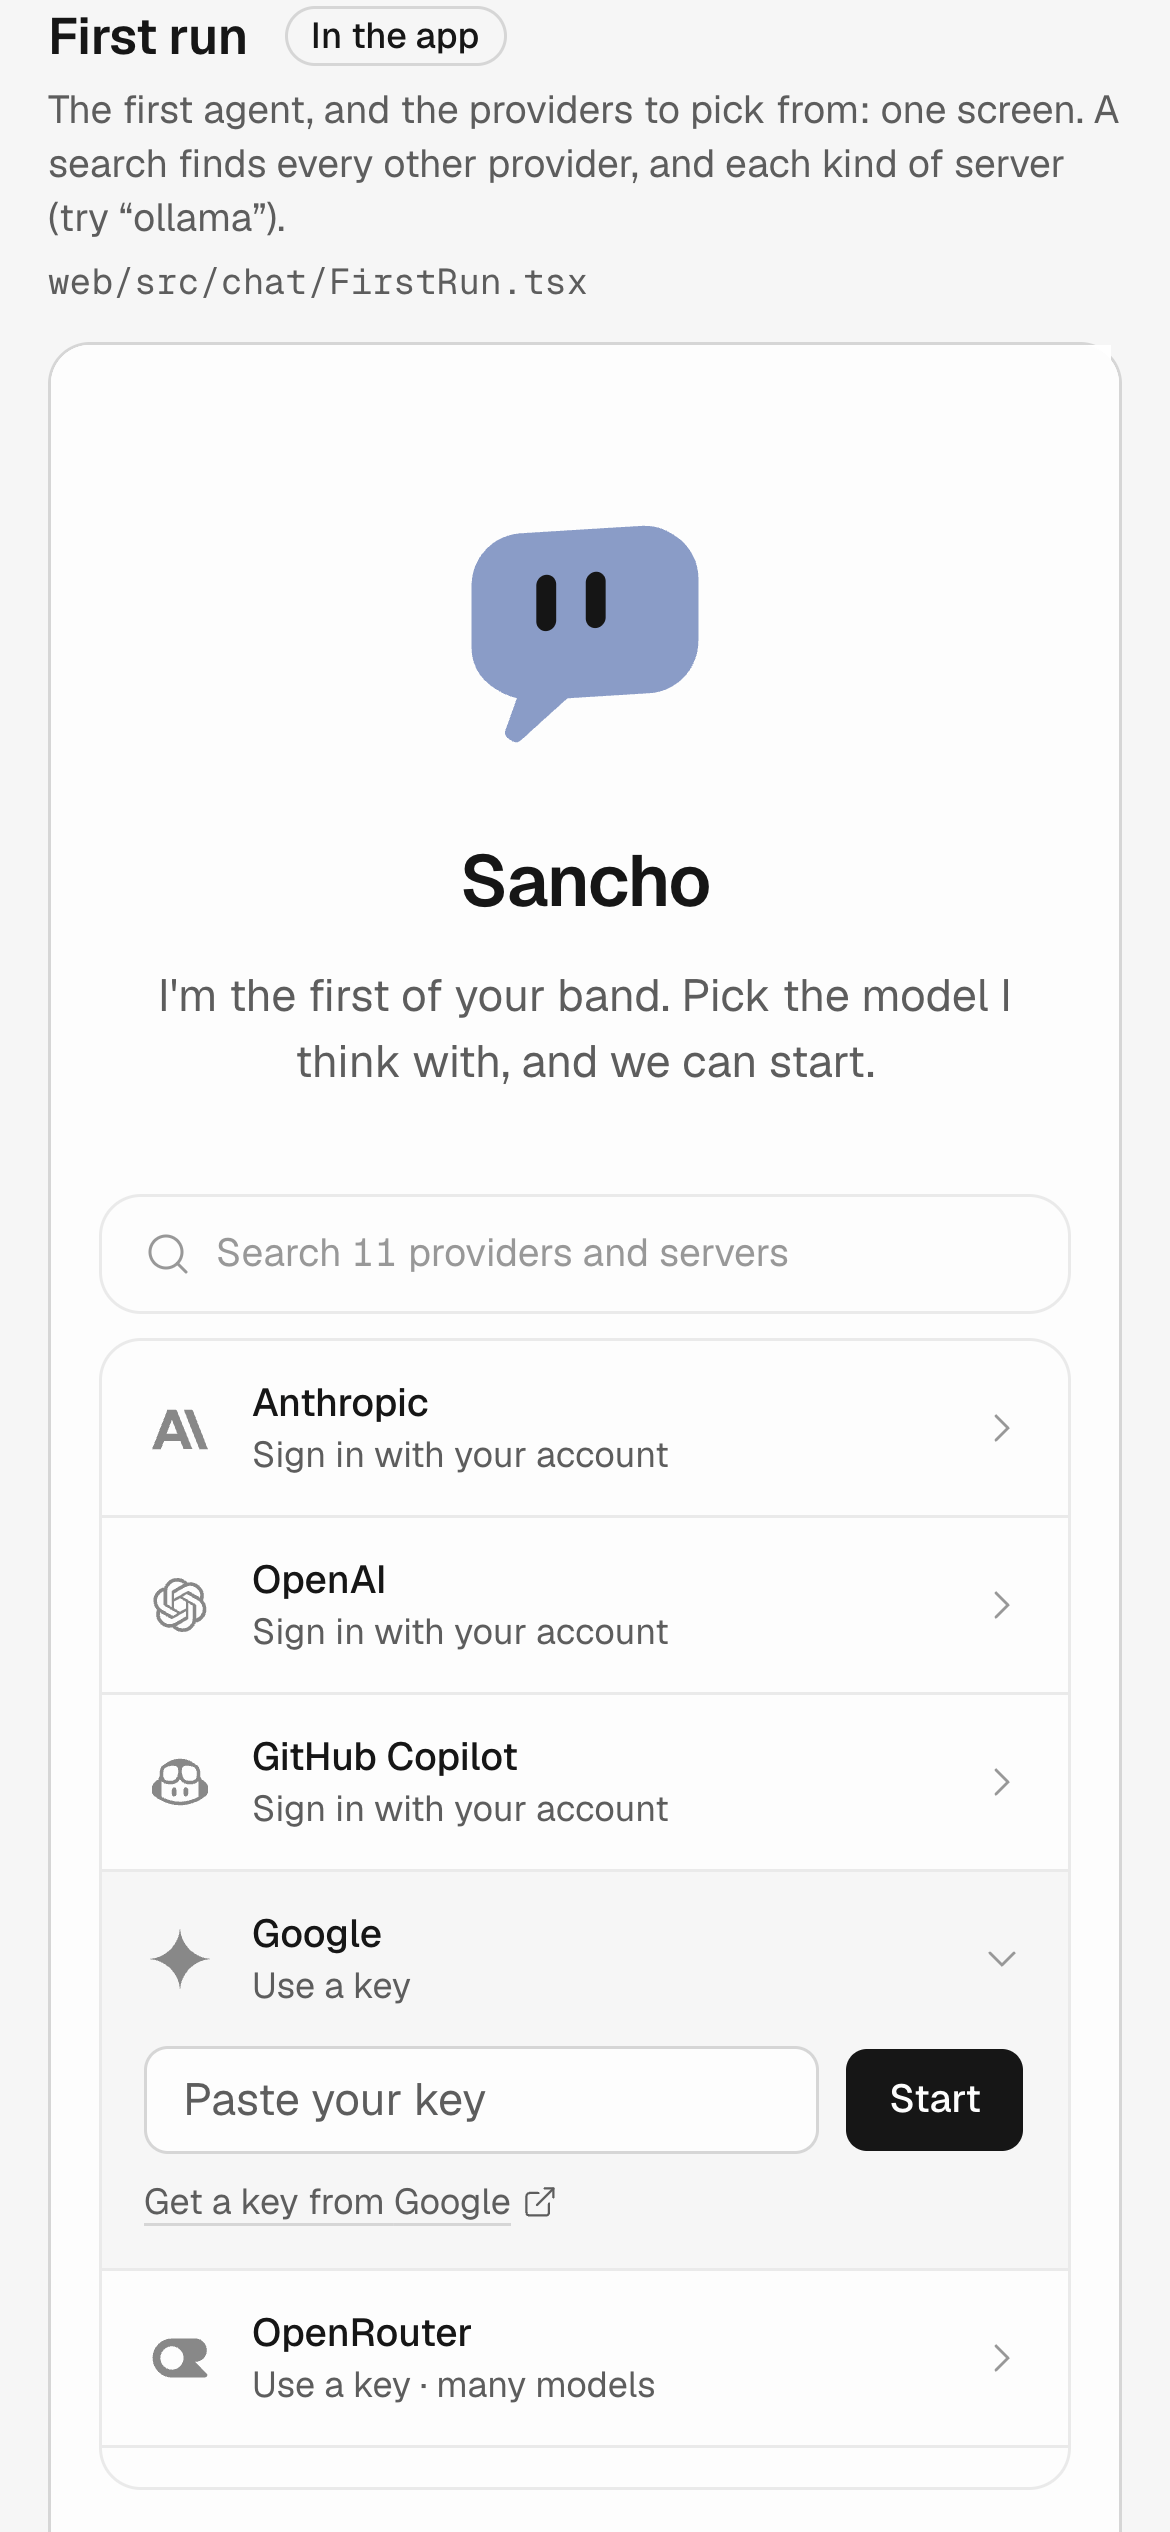 First run
In the app
The first agent, and the providers to pick from: one screen. A
search finds every other provider, and each kind of server
(try “ollama”).
web/src/chat/FirstRun.tsx
Sancho
I'm the first of your band. Pick the model I
think with, and we can start.
Search 11 providers and servers
Anthropic
Sign in with your account
OpenAI
Sign in with your account
GitHub Copilot
Sign in with your account
Google
Use a key
Paste your key
Start
Get a key from Google
OpenRouter
Use a key · many models